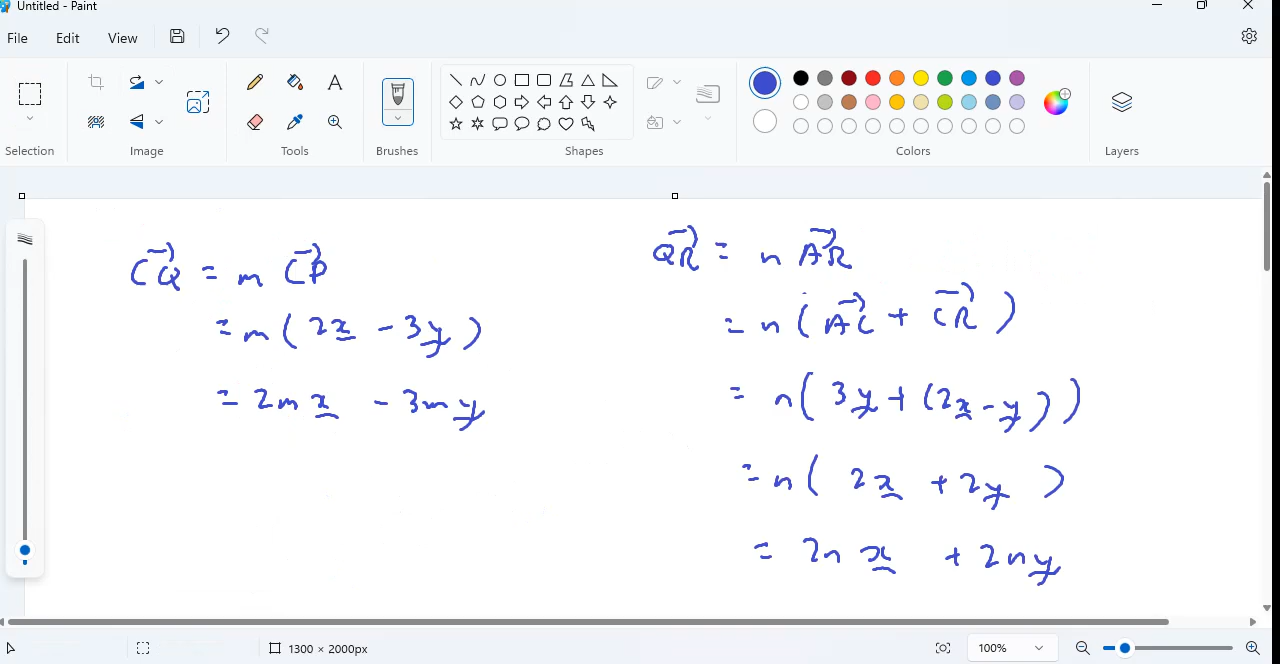 Untitled - Paint
File Edit View
Selection Image Tools Brushes Shapes Colors Layers
A
CQ⃗ = m CP⃗
= m ( 2x̲ - 3y̲ )
= 2m x̲ - 3m y̲
QR⃗ = n AR⃗
= n ( AC⃗ + CR⃗ )
= n ( 3y̲ + (2x̲ - y̲ ) )
= n ( 2x̲ + 2y̲ )
= 2n x̲ + 2n y̲
1300 × 2000px 100%